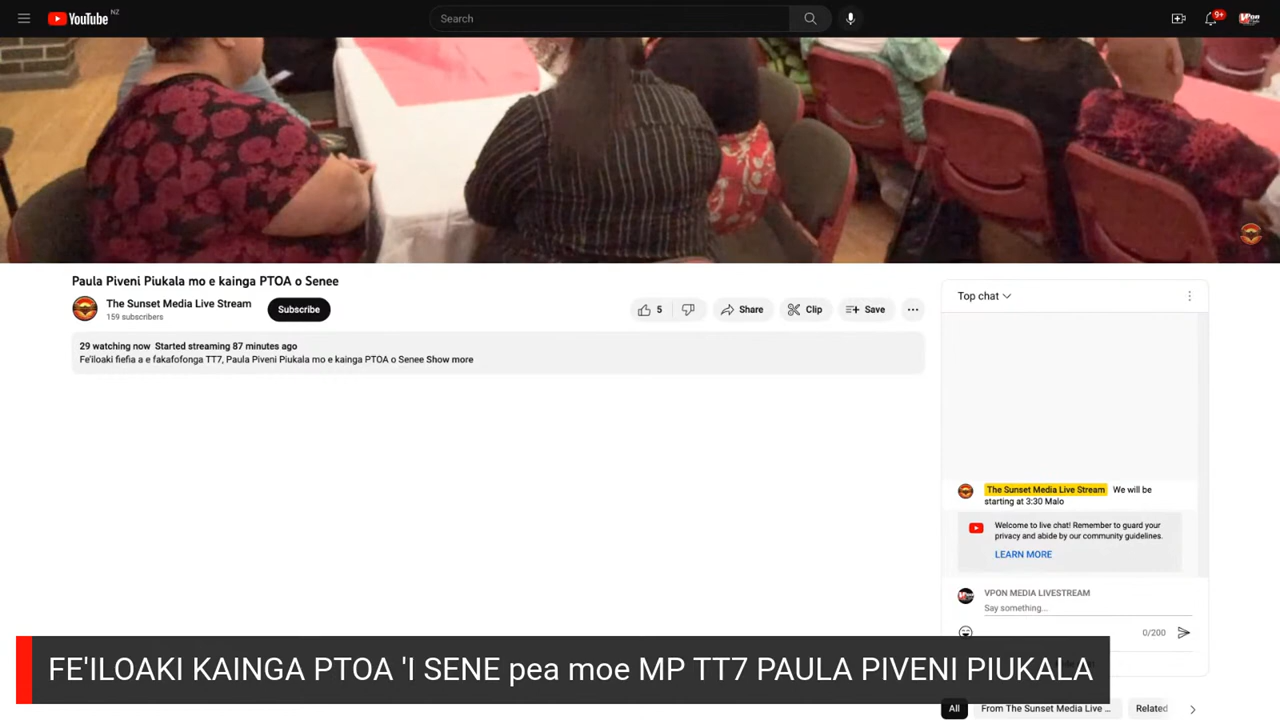 YouTube NZ
Search
9+
VPon
Paula Piveni Piukala mo e kainga PTOA o Senee
The Sunset Media Live Stream
159 subscribers
Subscribe
5
Share
Clip
Save
29 watching now Started streaming 87 minutes ago
Fe'iloaki fiefia a e fakafofonga TT7, Paula Piveni Piukala mo e kainga PTOA o Senee Show more
Top chat
The Sunset Media Live Stream We will be
starting at 3:30 Malo
Welcome to live chat! Remember to guard your
privacy and abide by our community guidelines.
LEARN MORE
VPON MEDIA LIVESTREAM
Say something...
0/200
FE'ILOAKI KAINGA PTOA 'I SENE pea moe MP TT7 PAULA PIVENI PIUKALA
All
From The Sunset Media Live ...
Related